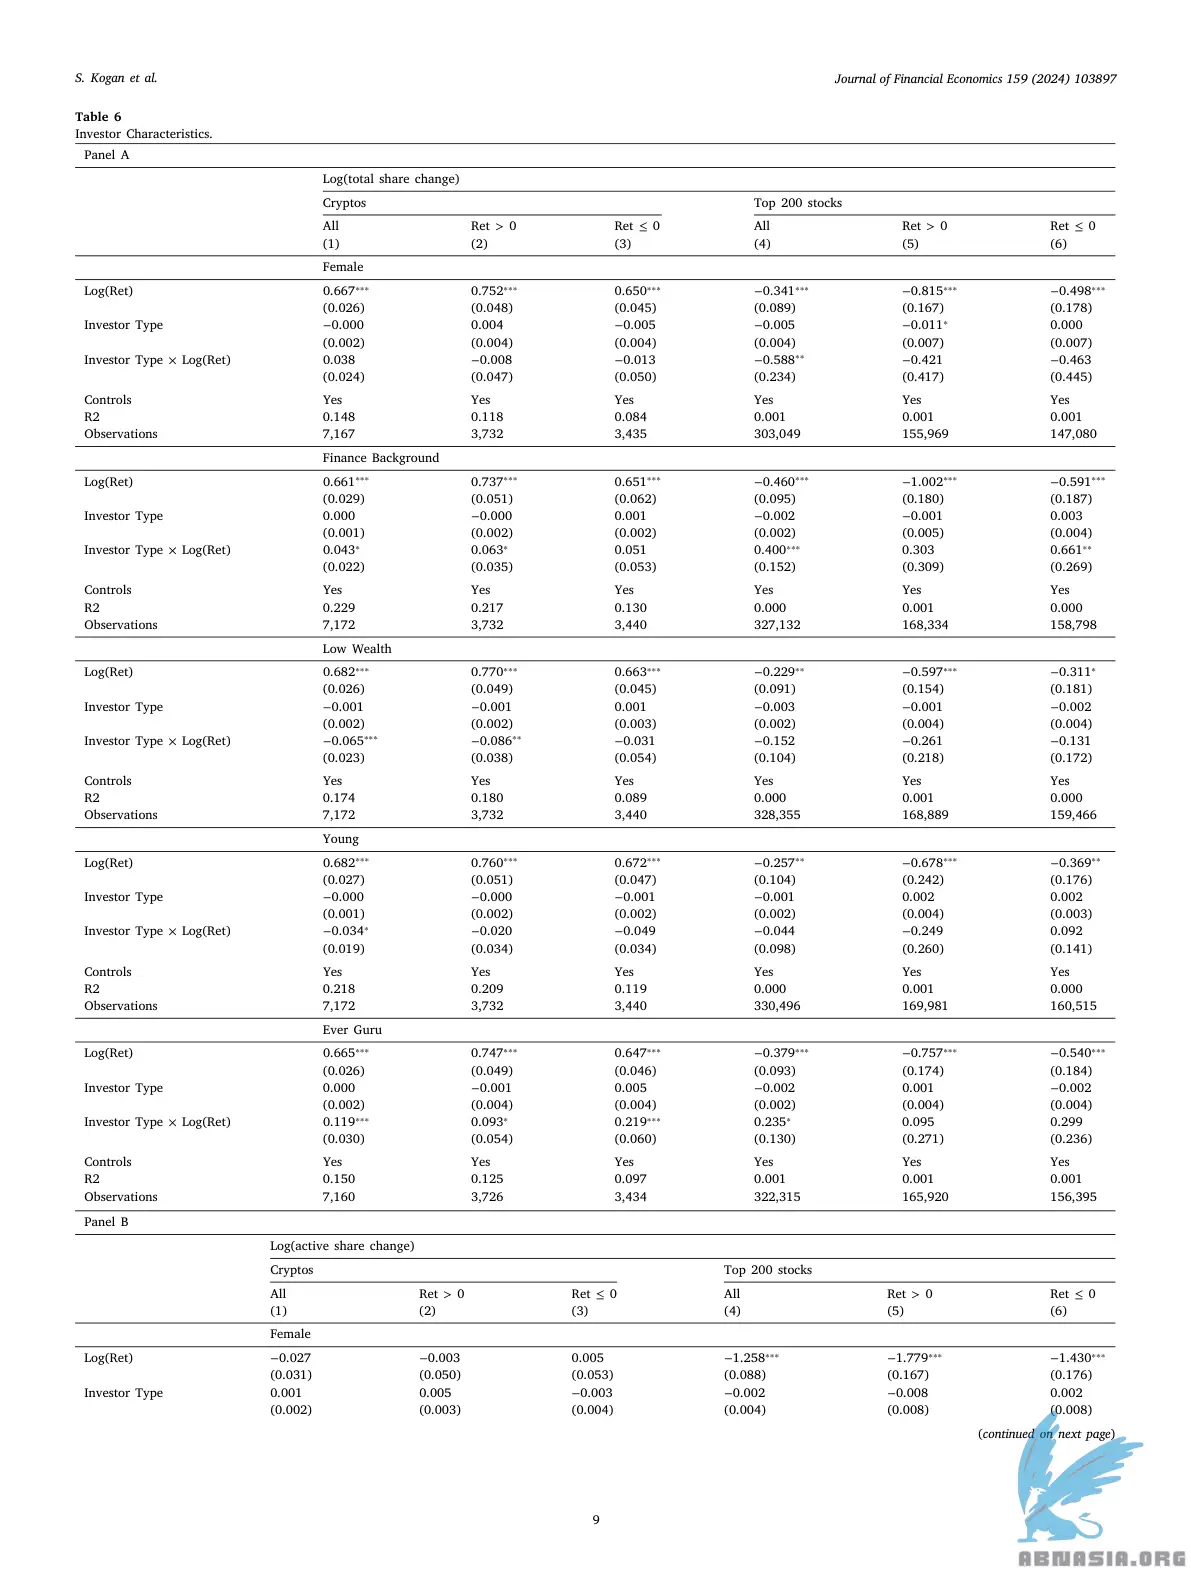 S. Kogan et al.
Journal of Financial Economics 159 (2024) 103897
Table 6
Investor Characteristics.
Panel A
Log(total share change)
Cryptos Top 200 stocks
All Ret > 0 Ret ≤ 0 All Ret > 0 Ret ≤ 0
(1) (2) (3) (4) (5) (6)
Female
Log(Ret) 0.667*** 0.752*** 0.650*** −0.341*** −0.815*** −0.498***
(0.026) (0.048) (0.045) (0.089) (0.167) (0.178)
Investor Type −0.000 0.004 −0.005 −0.005 −0.011* 0.000
(0.002) (0.004) (0.004) (0.004) (0.007) (0.007)
Investor Type × Log(Ret) 0.038 −0.008 −0.013 −0.588** −0.421 −0.463
(0.024) (0.047) (0.050) (0.234) (0.417) (0.445)
Controls Yes Yes Yes Yes Yes Yes
R2 0.148 0.118 0.084 0.001 0.001 0.001
Observations 7,167 3,732 3,435 303,049 155,969 147,080
Finance Background
Log(Ret) 0.661*** 0.737*** 0.651*** −0.460*** −1.002*** −0.591***
(0.029) (0.051) (0.062) (0.095) (0.180) (0.187)
Investor Type 0.000 −0.000 0.001 −0.002 −0.001 0.003
(0.001) (0.002) (0.002) (0.002) (0.005) (0.004)
Investor Type × Log(Ret) 0.043* 0.063* 0.051 0.400*** 0.303 0.661**
(0.022) (0.035) (0.053) (0.152) (0.309) (0.269)
Controls Yes Yes Yes Yes Yes Yes
R2 0.229 0.217 0.130 0.000 0.001 0.000
Observations 7,172 3,732 3,440 327,132 168,334 158,798
Low Wealth
Log(Ret) 0.682*** 0.770*** 0.663*** −0.229** −0.597*** −0.311*
(0.026) (0.049) (0.045) (0.091) (0.154) (0.181)
Investor Type −0.001 −0.001 0.001 −0.003 −0.001 −0.002
(0.002) (0.002) (0.003) (0.002) (0.004) (0.004)
Investor Type × Log(Ret) −0.065*** −0.086** −0.031 −0.152 −0.261 −0.131
(0.023) (0.038) (0.054) (0.104) (0.218) (0.172)
Controls Yes Yes Yes Yes Yes Yes
R2 0.174 0.180 0.089 0.000 0.001 0.000
Observations 7,172 3,732 3,440 328,355 168,889 159,466
Young
Log(Ret) 0.682*** 0.760*** 0.672*** −0.257** −0.678*** −0.369**
(0.027) (0.051) (0.047) (0.104) (0.242) (0.176)
Investor Type −0.000 −0.000 −0.001 −0.001 0.002 0.002
(0.001) (0.002) (0.002) (0.002) (0.004) (0.003)
Investor Type × Log(Ret) −0.034* −0.020 −0.049 −0.044 −0.249 0.092
(0.019) (0.034) (0.034) (0.098) (0.260) (0.141)
Controls Yes Yes Yes Yes Yes Yes
R2 0.218 0.209 0.119 0.000 0.001 0.000
Observations 7,172 3,732 3,440 330,496 169,981 160,515
Ever Guru
Log(Ret) 0.665*** 0.747*** 0.647*** −0.379*** −0.757*** −0.540***
(0.026) (0.049) (0.046) (0.093) (0.174) (0.184)
Investor Type 0.000 −0.001 0.005 −0.002 0.001 −0.002
(0.002) (0.004) (0.004) (0.002) (0.004) (0.004)
Investor Type × Log(Ret) 0.119*** 0.093* 0.219*** 0.235* 0.095 0.299
(0.030) (0.054) (0.060) (0.130) (0.271) (0.236)
Controls Yes Yes Yes Yes Yes Yes
R2 0.150 0.125 0.097 0.001 0.001 0.001
Observations 7,160 3,726 3,434 322,315 165,920 156,395
Panel B
Log(active share change)
Cryptos Top 200 stocks
All Ret > 0 Ret ≤ 0 All Ret > 0 Ret ≤ 0
(1) (2) (3) (4) (5) (6)
Female
Log(Ret) −0.027 −0.003 0.005 −1.258*** −1.779*** −1.430***
(0.031) (0.050) (0.053) (0.088) (0.167) (0.176)
Investor Type 0.001 0.005 −0.003 −0.002 −0.008 0.002
(0.002) (0.003) (0.004) (0.004) (0.008) (0.008)
(continued on next page)
9
ABNASIA.ORG